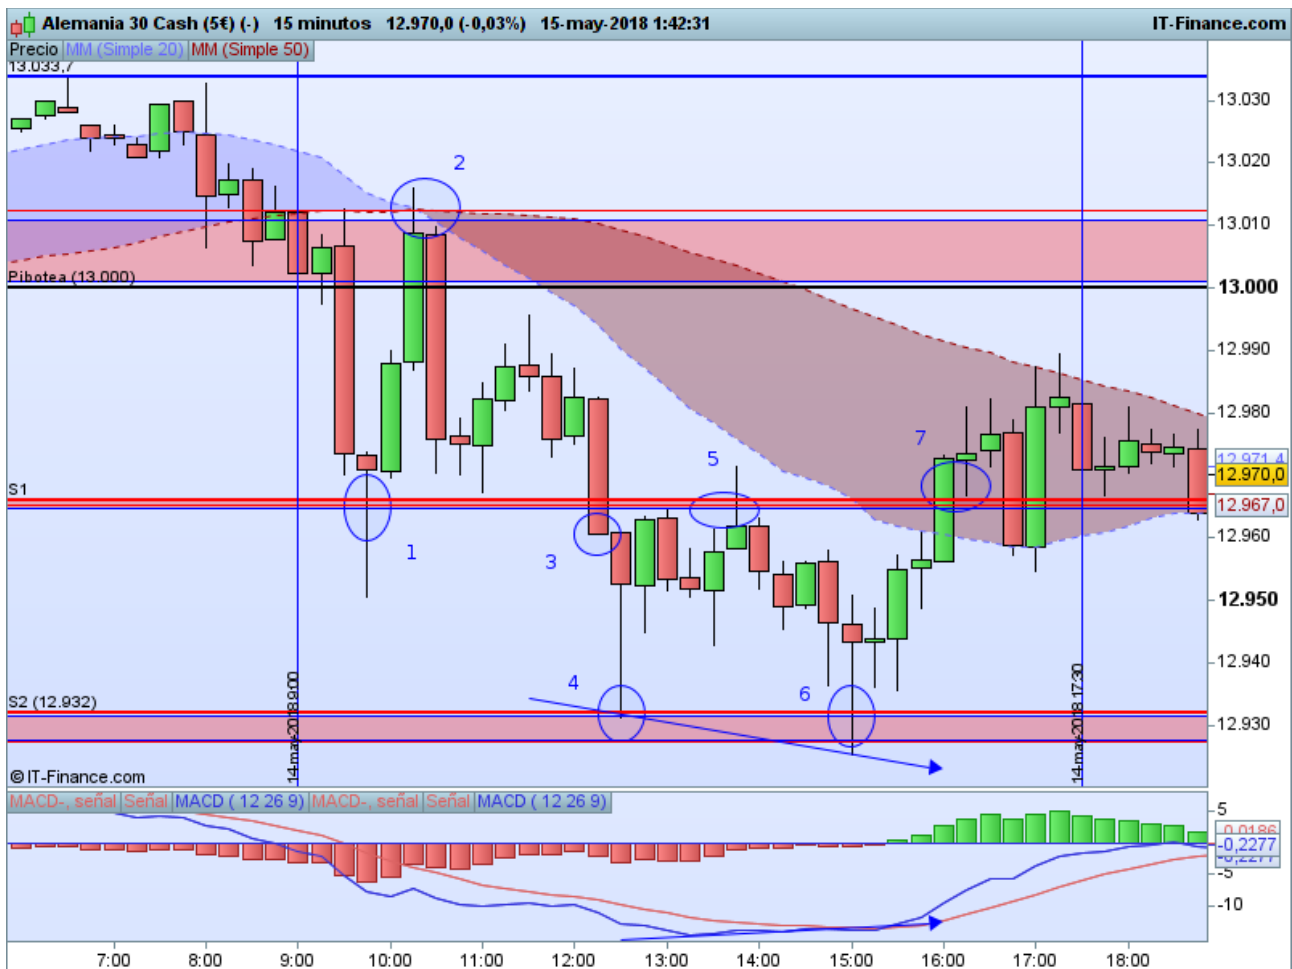 Alemania 30 Cash (5€) (-) 15 minutos 12.970,0 (-0,03%) 15-may-2018 1:42:31 IT-Finance.com
Precio MM (Simple 20) MM (Simple 50)
13.033,7
13.030
2
13.020
13.010
Pibotea (13.000)
13.000
12.990
12.980
7
5
12.971,4
12.970,0
S1
12.967,0
1
3
12.960
12.950
12.940
4
6
S2 (12.932)
12.930
14-may-2018 9:00
14-may-2018 17:30
© IT-Finance.com
MACD-, señal Señal MACD ( 12 26 9) MACD-, señal Señal MACD ( 12 26 9)
5
-0,2277
-5
-10
7:00 8:00 9:00 10:00 11:00 12:00 13:00 14:00 15:00 16:00 17:00 18:00